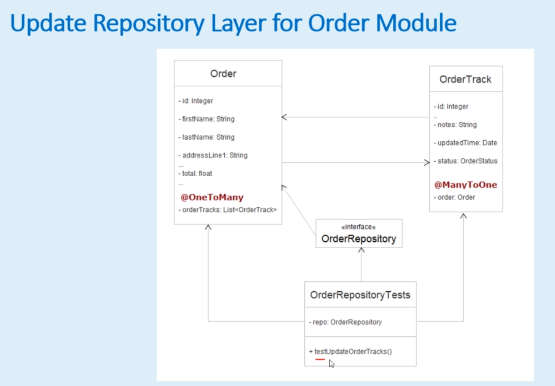 Update Repository Layer for Order Module
Order
- id: Integer
- firstName: String
- lastName: String
- addressLine1: String
...
- total: float
...
@OneToMany
- orderTracks: List<OrderTrack>
OrderTrack
- id: Integer
...
- notes: String
- updatedTime: Date
- status: OrderStatus
@ManyToOne
- order: Order
«interface»
OrderRepository
OrderRepositoryTests
- repo: OrderRepository
+ testUpdateOrderTracks()